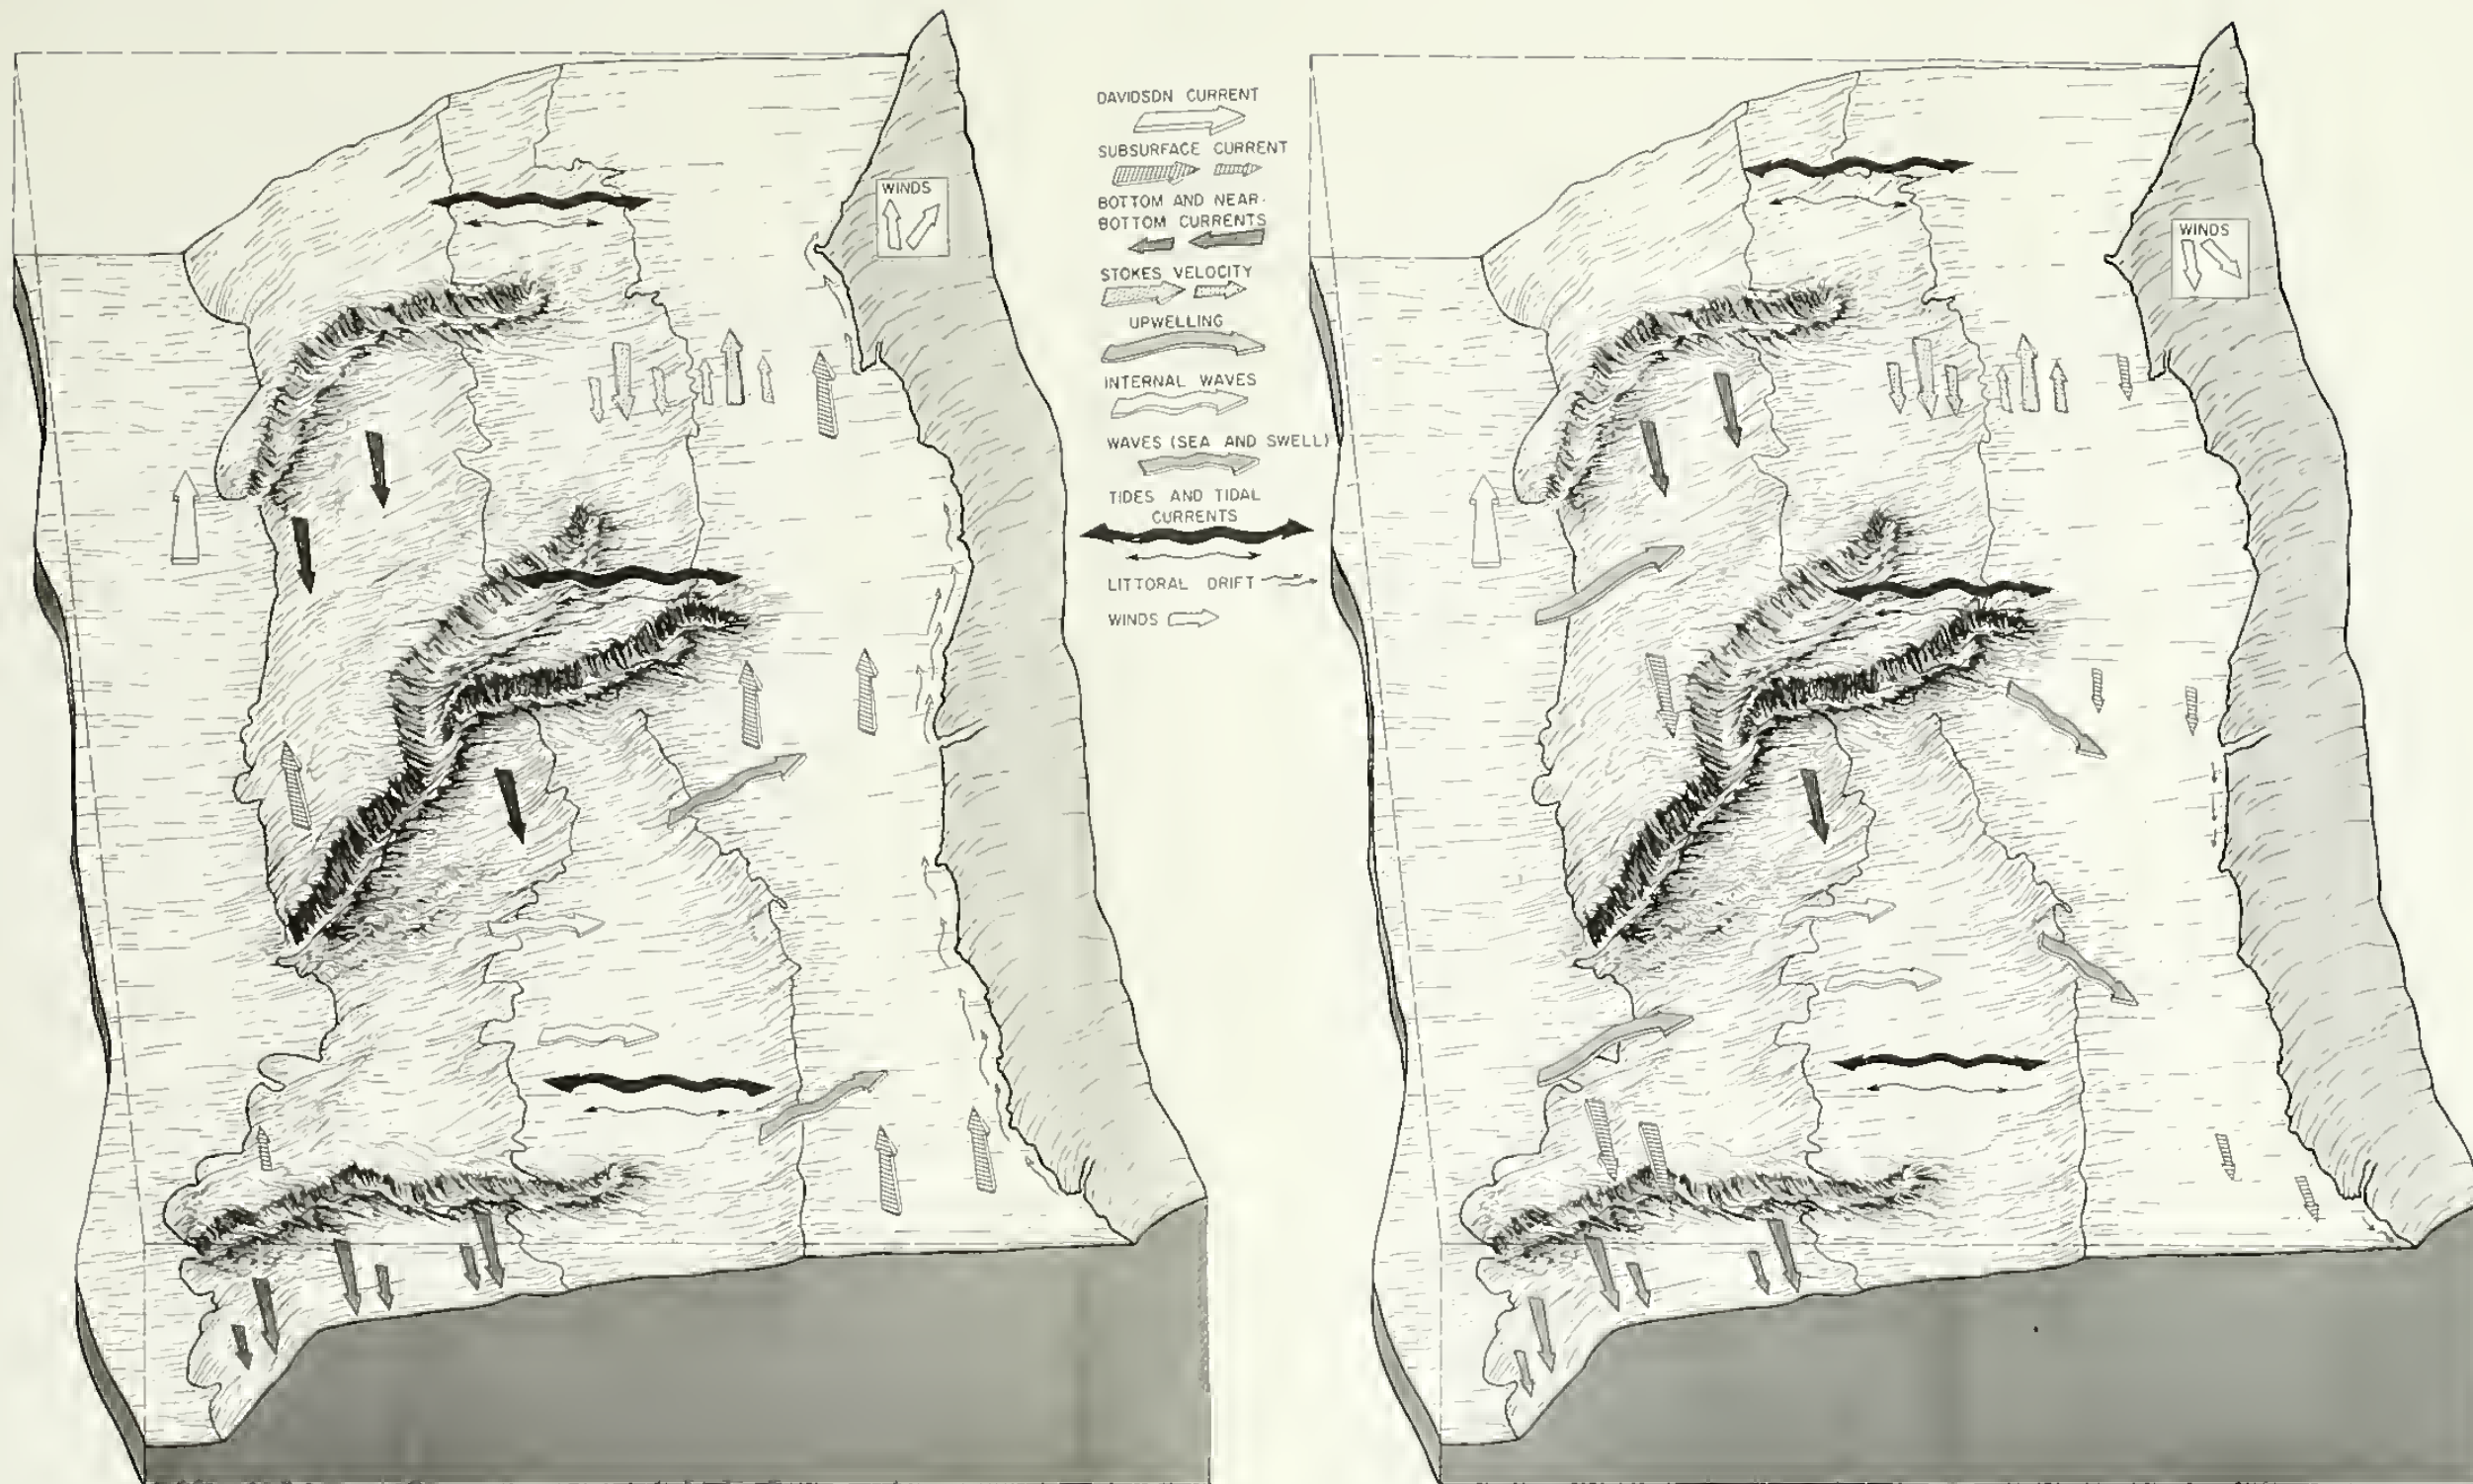 WINDS
DAVIDSDN CURRENT
SUBSURFACE CURRENT
BOTTOM AND NEAR-
BOTTOM CURRENTS
STOKES VELOCITY
UPWELLING
INTERNAL WAVES
WAVES (SEA AND SWELL)
TIDES AND TIDAL
CURRENTS
LITTORAL DRIFT
WINDS
WINDS